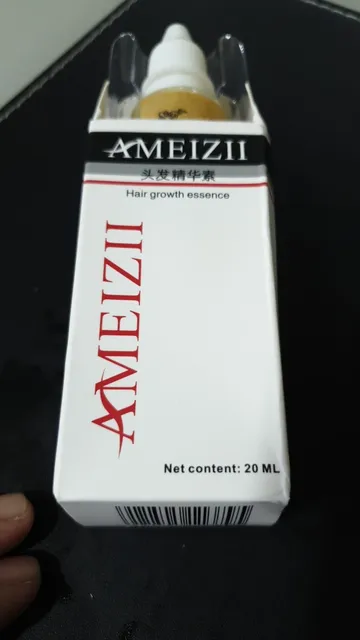 AMEIZII
头发精华素
Hair growth essence
AMEIZII
Net content: 20 ML